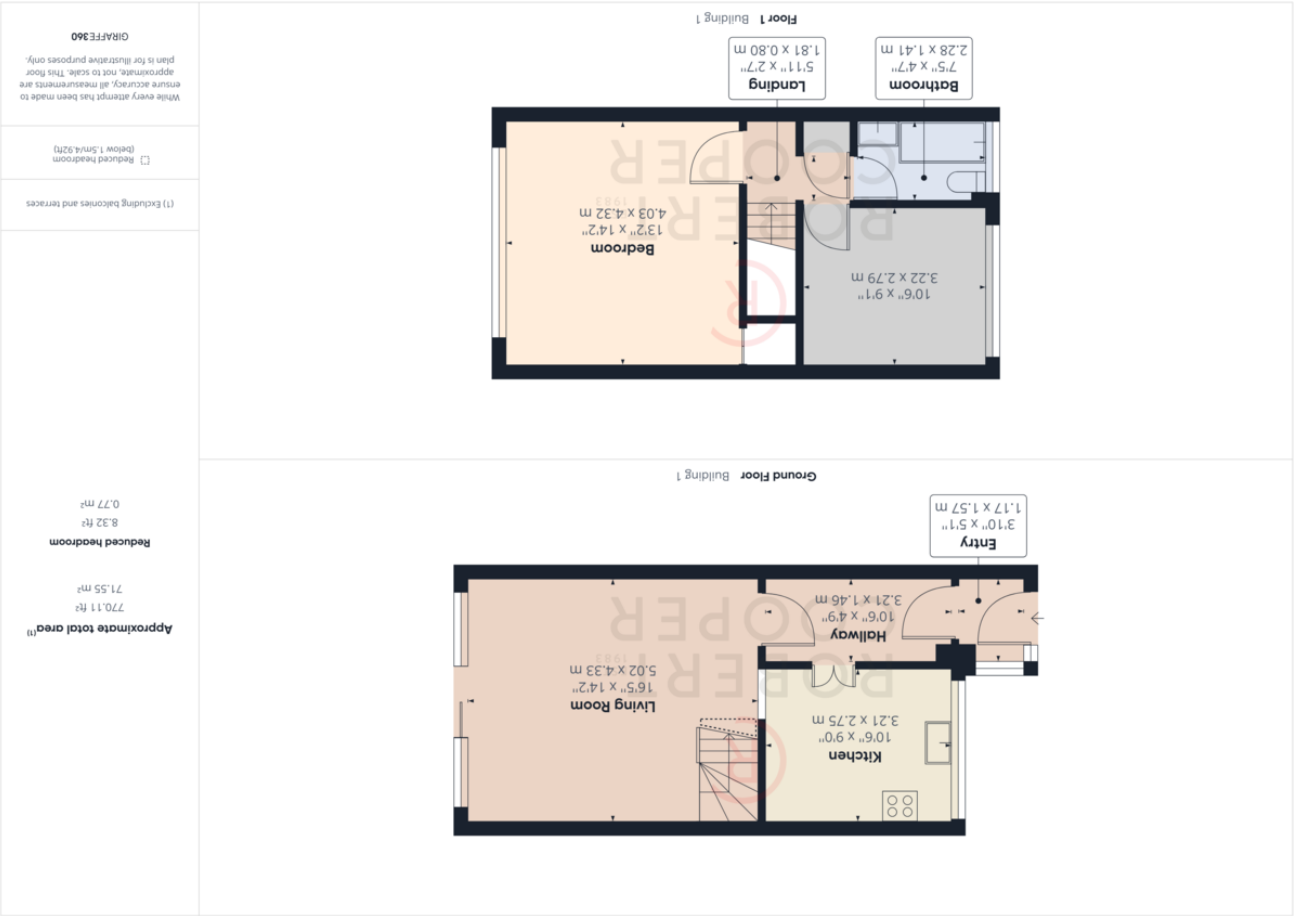 Ground Floor Building 1
Entry
3'10" x 5'1"
1.17 x 1.57 m
Hallway
10'6" x 4'9"
3.21 x 1.46 m
Kitchen
10'6" x 9'0"
3.21 x 2.75 m
Living Room
16'5" x 14'2"
5.02 x 4.33 m
ROBERT
1983
COOPER
R
Floor 1 Building 1
Landing
5'11" x 2'7"
1.81 x 0.80 m
Bathroom
7'5" x 4'7"
2.28 x 1.41 m
Bedroom
13'2" x 14'2"
4.03 x 4.32 m
10'6" x 9'1"
3.22 x 2.79 m
ROBERT
1983
COOPER
R
Approximate total area(1)
770.11 ft²
71.55 m²
Reduced headroom
8.32 ft²
0.77 m²
(1) Excluding balconies and terraces
Reduced headroom
(below 1.5m/4.92ft)
While every attempt has been made to
ensure accuracy, all measurements are
approximate, not to scale. This floor
plan is for illustrative purposes only.
GIRAFFE360